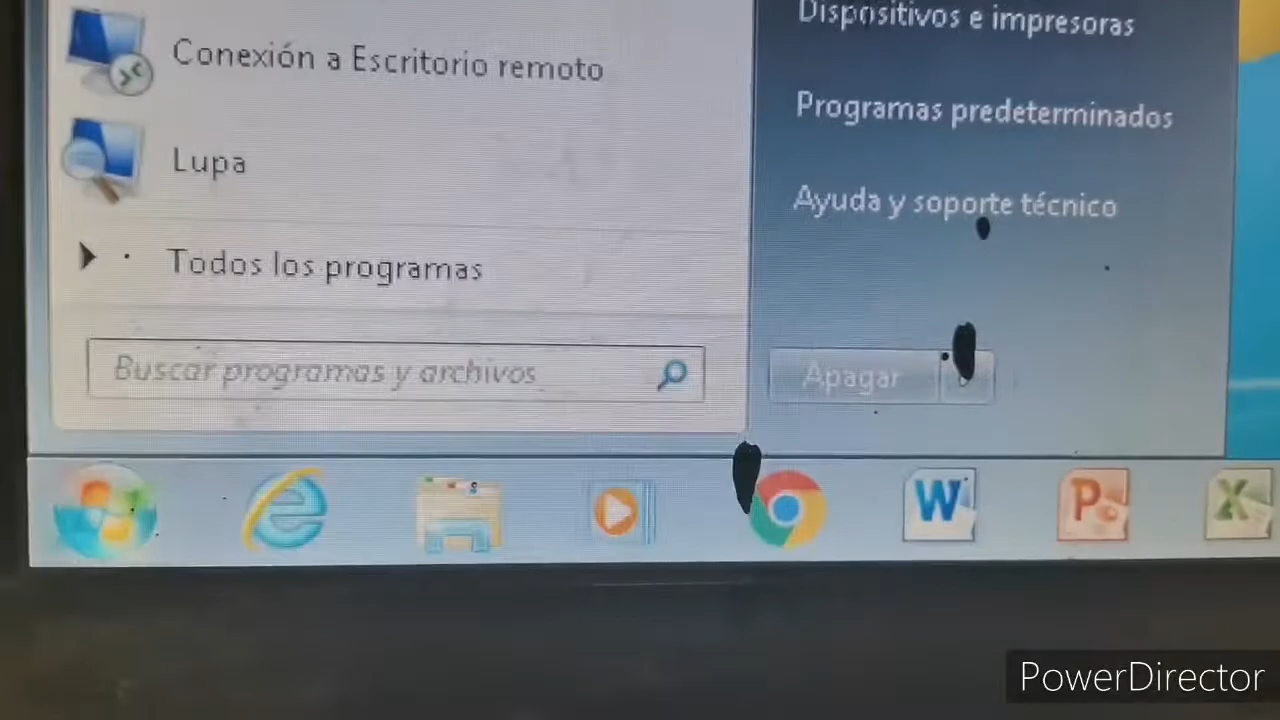 Conexión a Escritorio remoto
Lupa
Todos los programas
Buscar programas y archivos
Dispositivos e impresoras
Programas predeterminados
Ayuda y soporte técnico
Apagar
W
P
X
PowerDirector